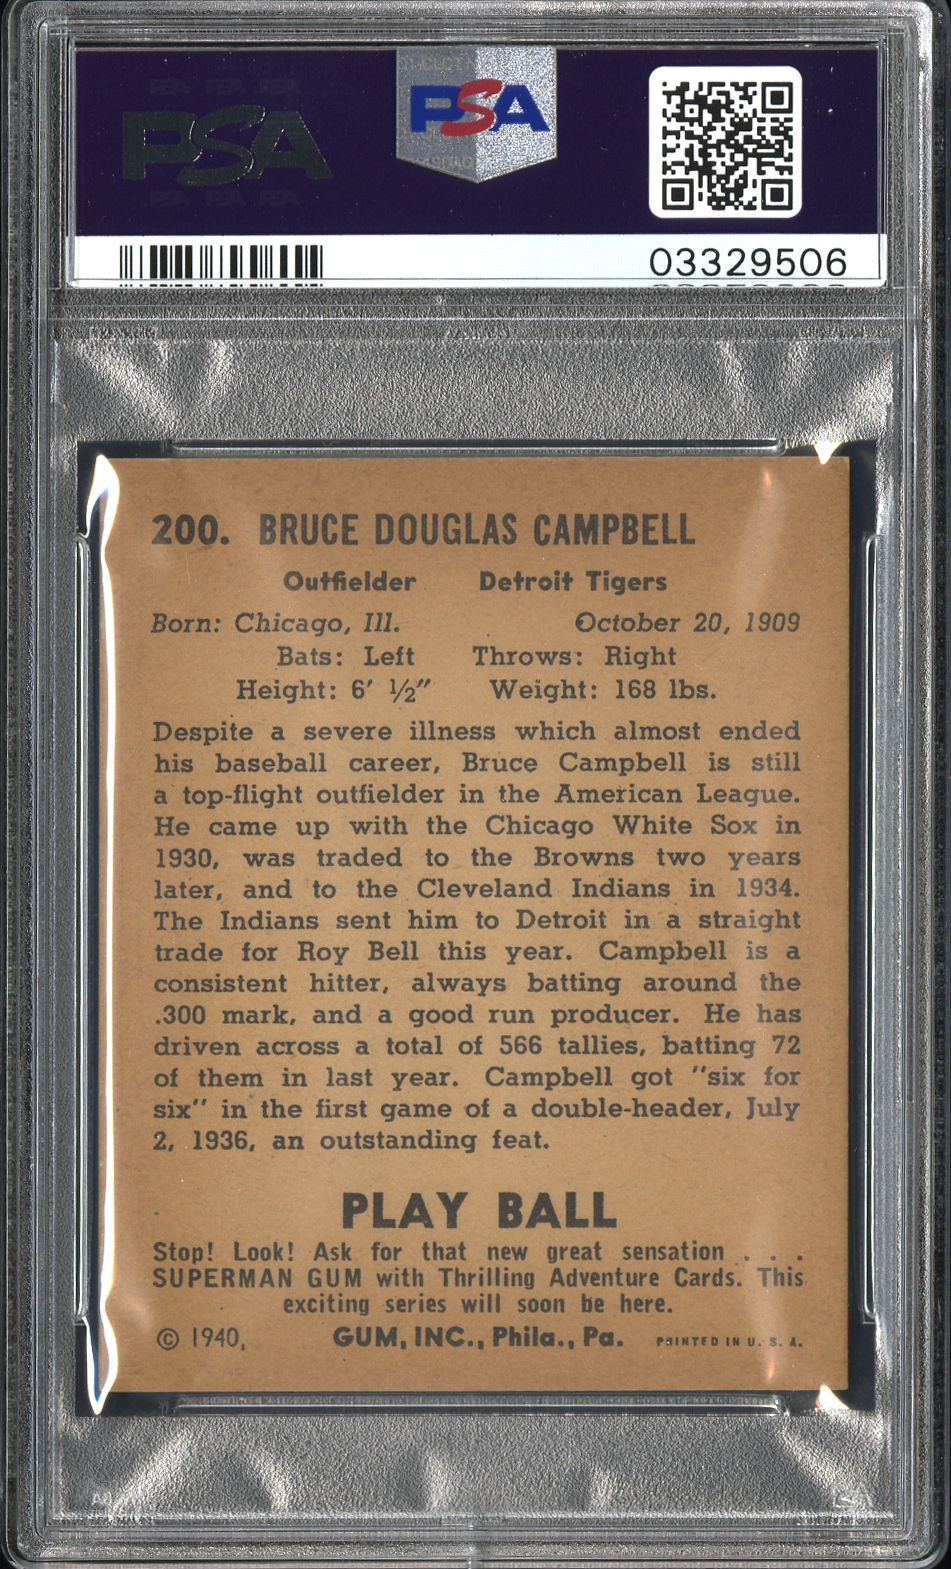 PSA
PSA
03329506
200. BRUCE DOUGLAS CAMPBELL
Outfielder Detroit Tigers
Born: Chicago, Ill. October 20, 1909
Bats: Left Throws: Right
Height: 6′ ½″ Weight: 168 lbs.
Despite a severe illness which almost ended
his baseball career, Bruce Campbell is still
a top-flight outfielder in the American League.
He came up with the Chicago White Sox in
1930, was traded to the Browns two years
later, and to the Cleveland Indians in 1934.
The Indians sent him to Detroit in a straight
trade for Roy Bell this year. Campbell is a
consistent hitter, always batting around the
.300 mark, and a good run producer. He has
driven across a total of 566 tallies, batting 72
of them in last year. Campbell got "six for
six" in the first game of a double-header, July
2, 1936, an outstanding feat.
PLAY BALL
Stop! Look! Ask for that new great sensation . . .
SUPERMAN GUM with Thrilling Adventure Cards. This
exciting series will soon be here.
© 1940, GUM, INC., Phila., Pa. PRINTED IN U. S. A.